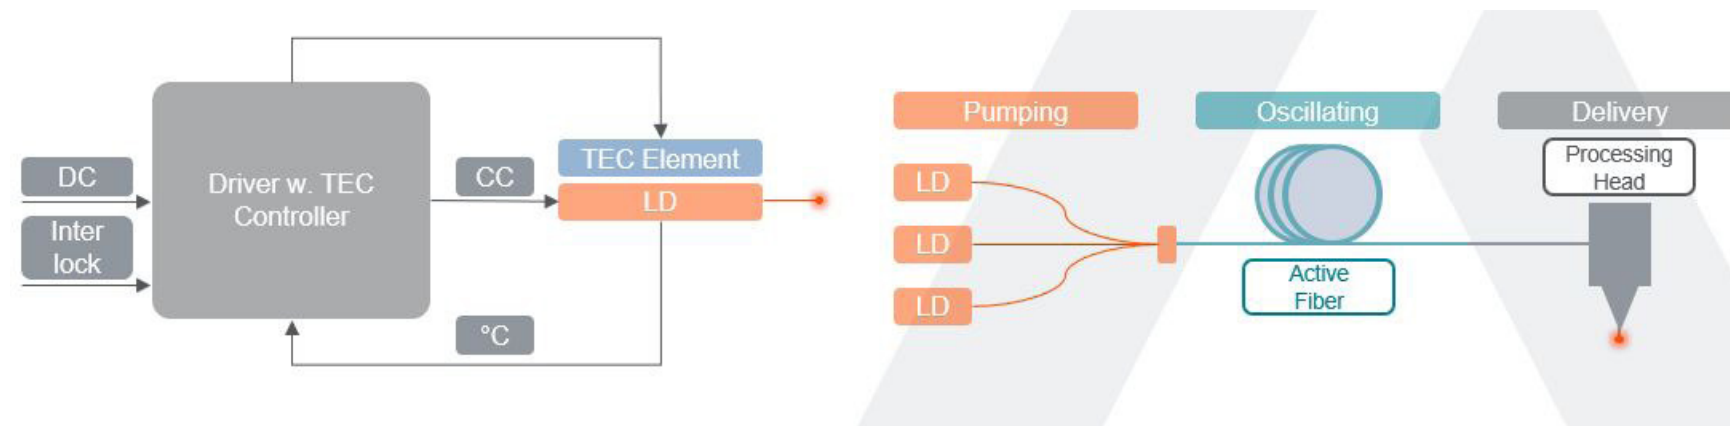 DC
Inter
lock
Driver w. TEC
Controller
CC
°C
TEC Element
LD
Pumping
LD
LD
LD
Oscillating
Active
Fiber
Delivery
Processing
Head